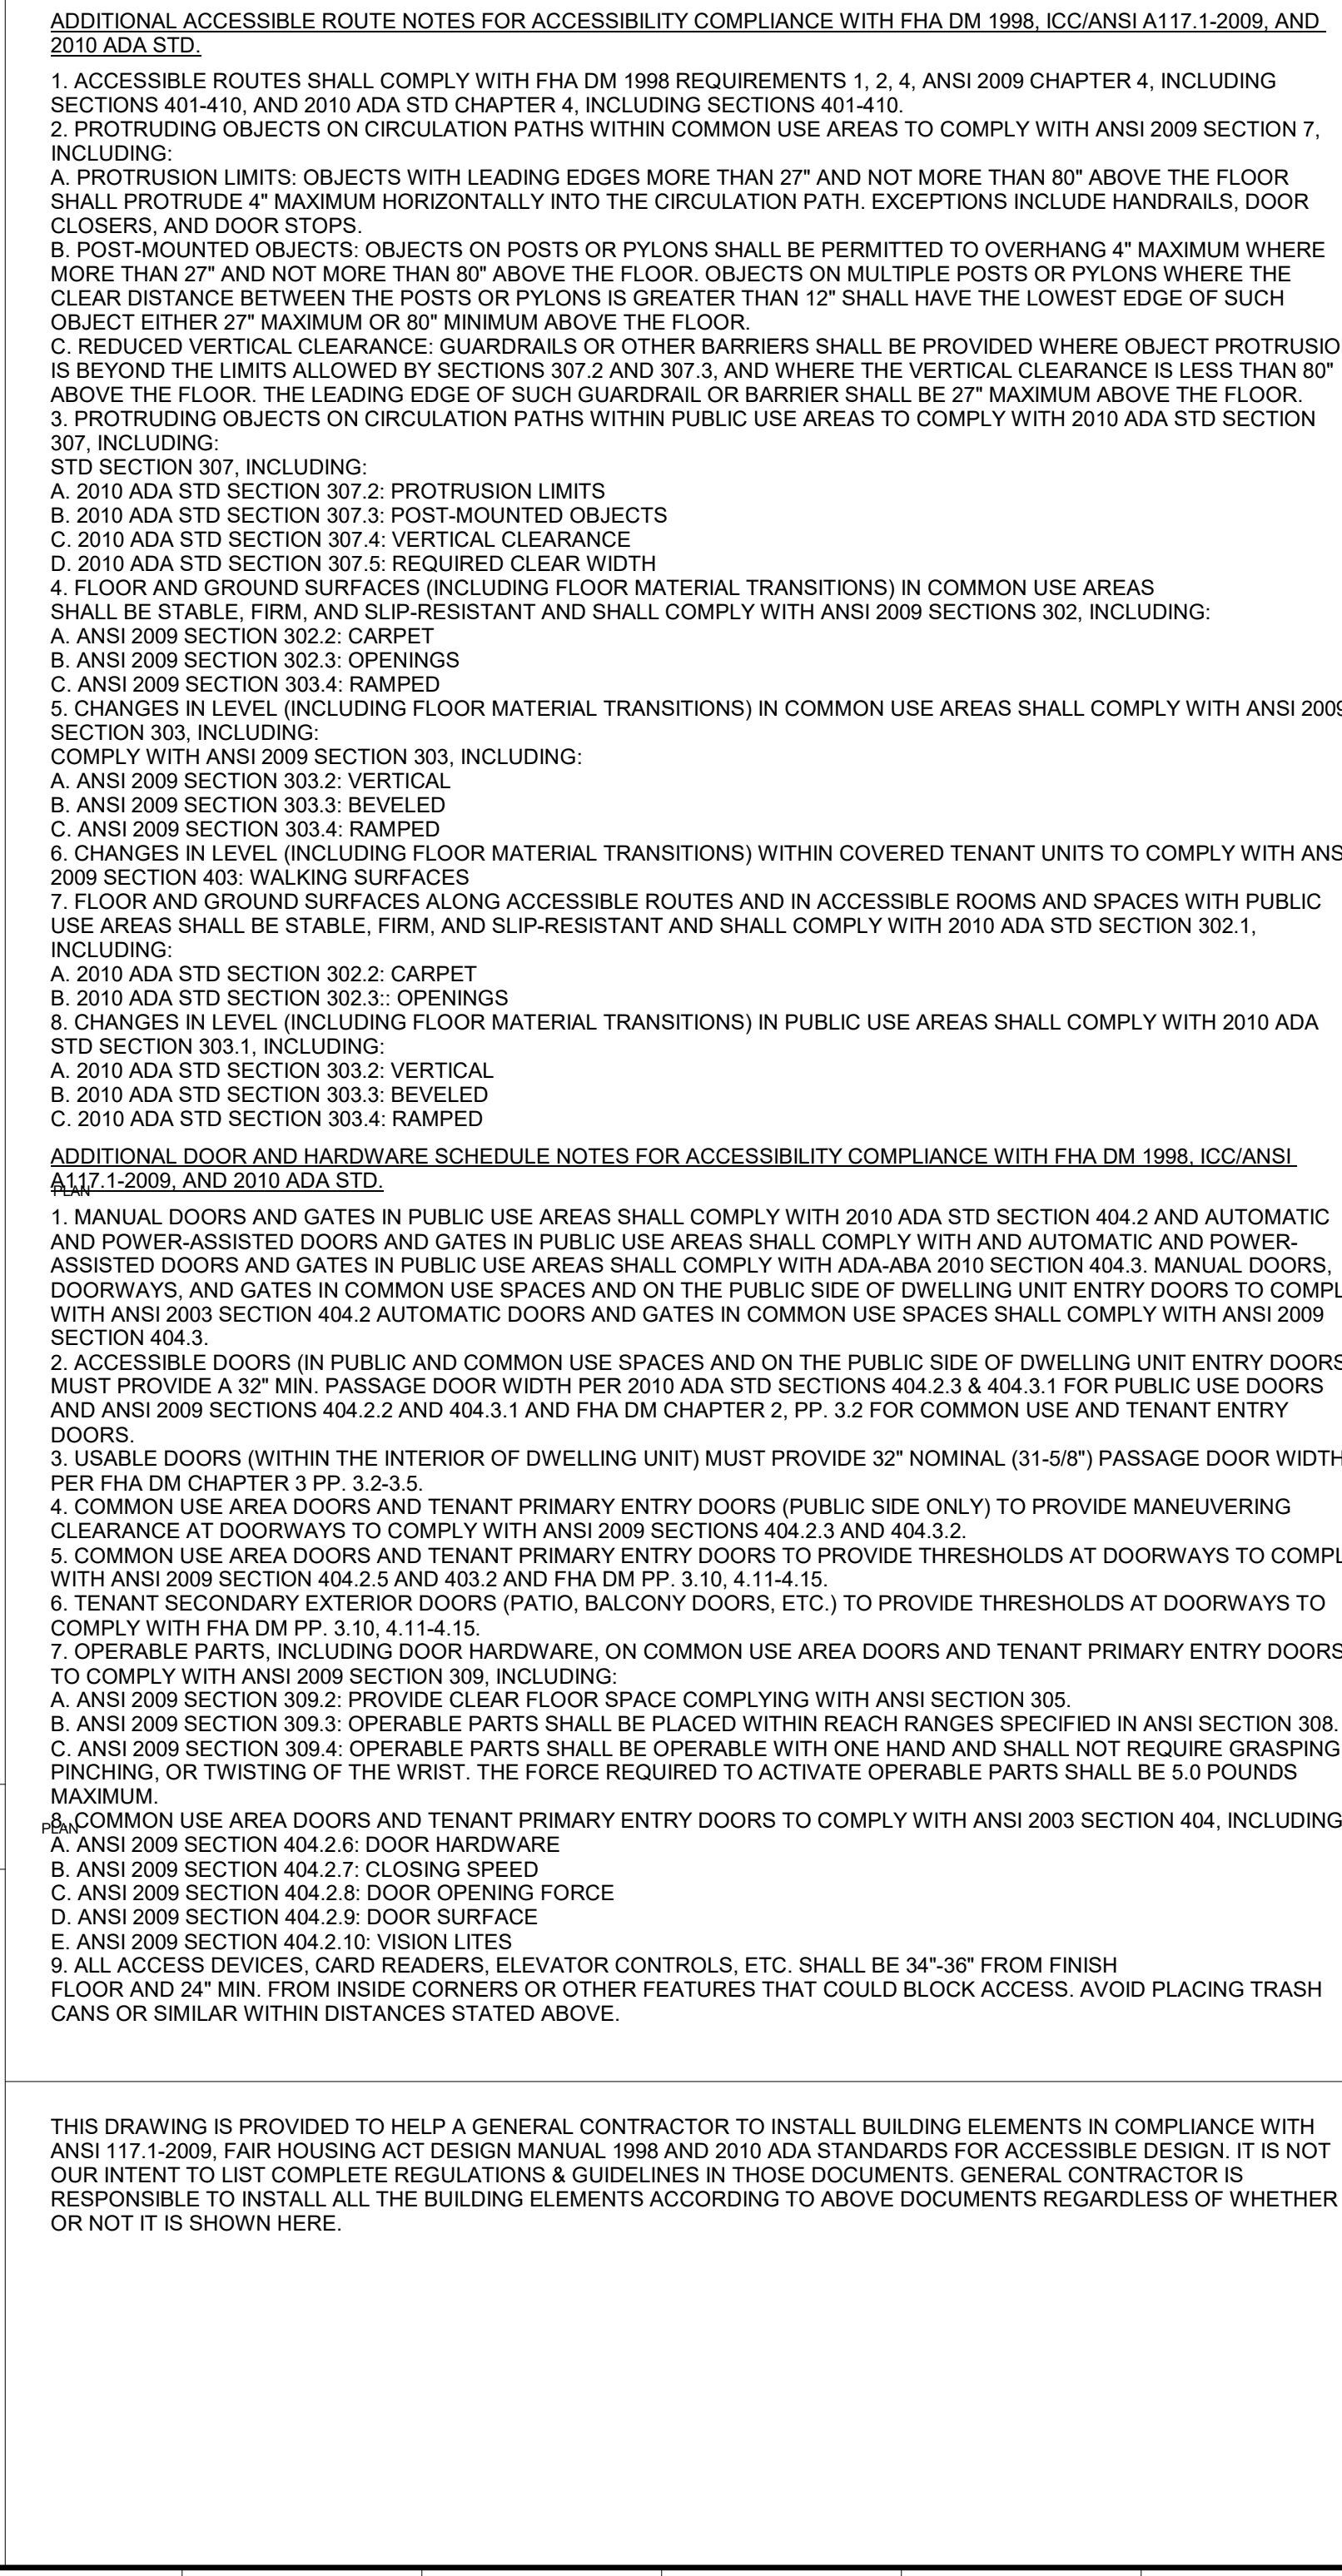 ADDITIONAL ACCESSIBLE ROUTE NOTES FOR ACCESSIBILITY COMPLIANCE WITH FHA DM 1998, ICC/ANSI A117.1-2009, AND
2010 ADA STD.
1. ACCESSIBLE ROUTES SHALL COMPLY WITH FHA DM 1998 REQUIREMENTS 1, 2, 4, ANSI 2009 CHAPTER 4, INCLUDING
SECTIONS 401-410, AND 2010 ADA STD CHAPTER 4, INCLUDING SECTIONS 401-410.
2. PROTRUDING OBJECTS ON CIRCULATION PATHS WITHIN COMMON USE AREAS TO COMPLY WITH ANSI 2009 SECTION 7,
INCLUDING:
A. PROTRUSION LIMITS: OBJECTS WITH LEADING EDGES MORE THAN 27" AND NOT MORE THAN 80" ABOVE THE FLOOR
SHALL PROTRUDE 4" MAXIMUM HORIZONTALLY INTO THE CIRCULATION PATH. EXCEPTIONS INCLUDE HANDRAILS, DOOR
CLOSERS, AND DOOR STOPS.
B. POST-MOUNTED OBJECTS: OBJECTS ON POSTS OR PYLONS SHALL BE PERMITTED TO OVERHANG 4" MAXIMUM WHERE
MORE THAN 27" AND NOT MORE THAN 80" ABOVE THE FLOOR. OBJECTS ON MULTIPLE POSTS OR PYLONS WHERE THE
CLEAR DISTANCE BETWEEN THE POSTS OR PYLONS IS GREATER THAN 12" SHALL HAVE THE LOWEST EDGE OF SUCH
OBJECT EITHER 27" MAXIMUM OR 80" MINIMUM ABOVE THE FLOOR.
C. REDUCED VERTICAL CLEARANCE: GUARDRAILS OR OTHER BARRIERS SHALL BE PROVIDED WHERE OBJECT PROTRUSIO
IS BEYOND THE LIMITS ALLOWED BY SECTIONS 307.2 AND 307.3, AND WHERE THE VERTICAL CLEARANCE IS LESS THAN 80"
ABOVE THE FLOOR. THE LEADING EDGE OF SUCH GUARDRAIL OR BARRIER SHALL BE 27" MAXIMUM ABOVE THE FLOOR.
3. PROTRUDING OBJECTS ON CIRCULATION PATHS WITHIN PUBLIC USE AREAS TO COMPLY WITH 2010 ADA STD SECTION
307, INCLUDING:
STD SECTION 307, INCLUDING:
A. 2010 ADA STD SECTION 307.2: PROTRUSION LIMITS
B. 2010 ADA STD SECTION 307.3: POST-MOUNTED OBJECTS
C. 2010 ADA STD SECTION 307.4: VERTICAL CLEARANCE
D. 2010 ADA STD SECTION 307.5: REQUIRED CLEAR WIDTH
4. FLOOR AND GROUND SURFACES (INCLUDING FLOOR MATERIAL TRANSITIONS) IN COMMON USE AREAS
SHALL BE STABLE, FIRM, AND SLIP-RESISTANT AND SHALL COMPLY WITH ANSI 2009 SECTIONS 302, INCLUDING:
A. ANSI 2009 SECTION 302.2: CARPET
B. ANSI 2009 SECTION 302.3: OPENINGS
C. ANSI 2009 SECTION 303.4: RAMPED
5. CHANGES IN LEVEL (INCLUDING FLOOR MATERIAL TRANSITIONS) IN COMMON USE AREAS SHALL COMPLY WITH ANSI 2009
SECTION 303, INCLUDING:
COMPLY WITH ANSI 2009 SECTION 303, INCLUDING:
A. ANSI 2009 SECTION 303.2: VERTICAL
B. ANSI 2009 SECTION 303.3: BEVELED
C. ANSI 2009 SECTION 303.4: RAMPED
6. CHANGES IN LEVEL (INCLUDING FLOOR MATERIAL TRANSITIONS) WITHIN COVERED TENANT UNITS TO COMPLY WITH ANS
2009 SECTION 403: WALKING SURFACES
7. FLOOR AND GROUND SURFACES ALONG ACCESSIBLE ROUTES AND IN ACCESSIBLE ROOMS AND SPACES WITH PUBLIC
USE AREAS SHALL BE STABLE, FIRM, AND SLIP-RESISTANT AND SHALL COMPLY WITH 2010 ADA STD SECTION 302.1,
INCLUDING:
A. 2010 ADA STD SECTION 302.2: CARPET
B. 2010 ADA STD SECTION 302.3:: OPENINGS
8. CHANGES IN LEVEL (INCLUDING FLOOR MATERIAL TRANSITIONS) IN PUBLIC USE AREAS SHALL COMPLY WITH 2010 ADA
STD SECTION 303.1, INCLUDING:
A. 2010 ADA STD SECTION 303.2: VERTICAL
B. 2010 ADA STD SECTION 303.3: BEVELED
C. 2010 ADA STD SECTION 303.4: RAMPED
ADDITIONAL DOOR AND HARDWARE SCHEDULE NOTES FOR ACCESSIBILITY COMPLIANCE WITH FHA DM 1998, ICC/ANSI
A117.1-2009, AND 2010 ADA STD.
PLAN
1. MANUAL DOORS AND GATES IN PUBLIC USE AREAS SHALL COMPLY WITH 2010 ADA STD SECTION 404.2 AND AUTOMATIC
AND POWER-ASSISTED DOORS AND GATES IN PUBLIC USE AREAS SHALL COMPLY WITH AND AUTOMATIC AND POWER-
ASSISTED DOORS AND GATES IN PUBLIC USE AREAS SHALL COMPLY WITH ADA-ABA 2010 SECTION 404.3. MANUAL DOORS,
DOORWAYS, AND GATES IN COMMON USE SPACES AND ON THE PUBLIC SIDE OF DWELLING UNIT ENTRY DOORS TO COMPL
WITH ANSI 2003 SECTION 404.2 AUTOMATIC DOORS AND GATES IN COMMON USE SPACES SHALL COMPLY WITH ANSI 2009
SECTION 404.3.
2. ACCESSIBLE DOORS (IN PUBLIC AND COMMON USE SPACES AND ON THE PUBLIC SIDE OF DWELLING UNIT ENTRY DOORS
MUST PROVIDE A 32" MIN. PASSAGE DOOR WIDTH PER 2010 ADA STD SECTIONS 404.2.3 & 404.3.1 FOR PUBLIC USE DOORS
AND ANSI 2009 SECTIONS 404.2.2 AND 404.3.1 AND FHA DM CHAPTER 2, PP. 3.2 FOR COMMON USE AND TENANT ENTRY
DOORS.
3. USABLE DOORS (WITHIN THE INTERIOR OF DWELLING UNIT) MUST PROVIDE 32" NOMINAL (31-5/8") PASSAGE DOOR WIDTH
PER FHA DM CHAPTER 3 PP. 3.2-3.5.
4. COMMON USE AREA DOORS AND TENANT PRIMARY ENTRY DOORS (PUBLIC SIDE ONLY) TO PROVIDE MANEUVERING
CLEARANCE AT DOORWAYS TO COMPLY WITH ANSI 2009 SECTIONS 404.2.3 AND 404.3.2.
5. COMMON USE AREA DOORS AND TENANT PRIMARY ENTRY DOORS TO PROVIDE THRESHOLDS AT DOORWAYS TO COMPL
WITH ANSI 2009 SECTION 404.2.5 AND 403.2 AND FHA DM PP. 3.10, 4.11-4.15.
6. TENANT SECONDARY EXTERIOR DOORS (PATIO, BALCONY DOORS, ETC.) TO PROVIDE THRESHOLDS AT DOORWAYS TO
COMPLY WITH FHA DM PP. 3.10, 4.11-4.15.
7. OPERABLE PARTS, INCLUDING DOOR HARDWARE, ON COMMON USE AREA DOORS AND TENANT PRIMARY ENTRY DOORS
TO COMPLY WITH ANSI 2009 SECTION 309, INCLUDING:
A. ANSI 2009 SECTION 309.2: PROVIDE CLEAR FLOOR SPACE COMPLYING WITH ANSI SECTION 305.
B. ANSI 2009 SECTION 309.3: OPERABLE PARTS SHALL BE PLACED WITHIN REACH RANGES SPECIFIED IN ANSI SECTION 308.
C. ANSI 2009 SECTION 309.4: OPERABLE PARTS SHALL BE OPERABLE WITH ONE HAND AND SHALL NOT REQUIRE GRASPING
PINCHING, OR TWISTING OF THE WRIST. THE FORCE REQUIRED TO ACTIVATE OPERABLE PARTS SHALL BE 5.0 POUNDS
MAXIMUM.
8. COMMON USE AREA DOORS AND TENANT PRIMARY ENTRY DOORS TO COMPLY WITH ANSI 2003 SECTION 404, INCLUDING
PLAN
A. ANSI 2009 SECTION 404.2.6: DOOR HARDWARE
B. ANSI 2009 SECTION 404.2.7: CLOSING SPEED
C. ANSI 2009 SECTION 404.2.8: DOOR OPENING FORCE
D. ANSI 2009 SECTION 404.2.9: DOOR SURFACE
E. ANSI 2009 SECTION 404.2.10: VISION LITES
9. ALL ACCESS DEVICES, CARD READERS, ELEVATOR CONTROLS, ETC. SHALL BE 34"-36" FROM FINISH
FLOOR AND 24" MIN. FROM INSIDE CORNERS OR OTHER FEATURES THAT COULD BLOCK ACCESS. AVOID PLACING TRASH
CANS OR SIMILAR WITHIN DISTANCES STATED ABOVE.
THIS DRAWING IS PROVIDED TO HELP A GENERAL CONTRACTOR TO INSTALL BUILDING ELEMENTS IN COMPLIANCE WITH
ANSI 117.1-2009, FAIR HOUSING ACT DESIGN MANUAL 1998 AND 2010 ADA STANDARDS FOR ACCESSIBLE DESIGN. IT IS NOT
OUR INTENT TO LIST COMPLETE REGULATIONS & GUIDELINES IN THOSE DOCUMENTS. GENERAL CONTRACTOR IS
RESPONSIBLE TO INSTALL ALL THE BUILDING ELEMENTS ACCORDING TO ABOVE DOCUMENTS REGARDLESS OF WHETHER
OR NOT IT IS SHOWN HERE.